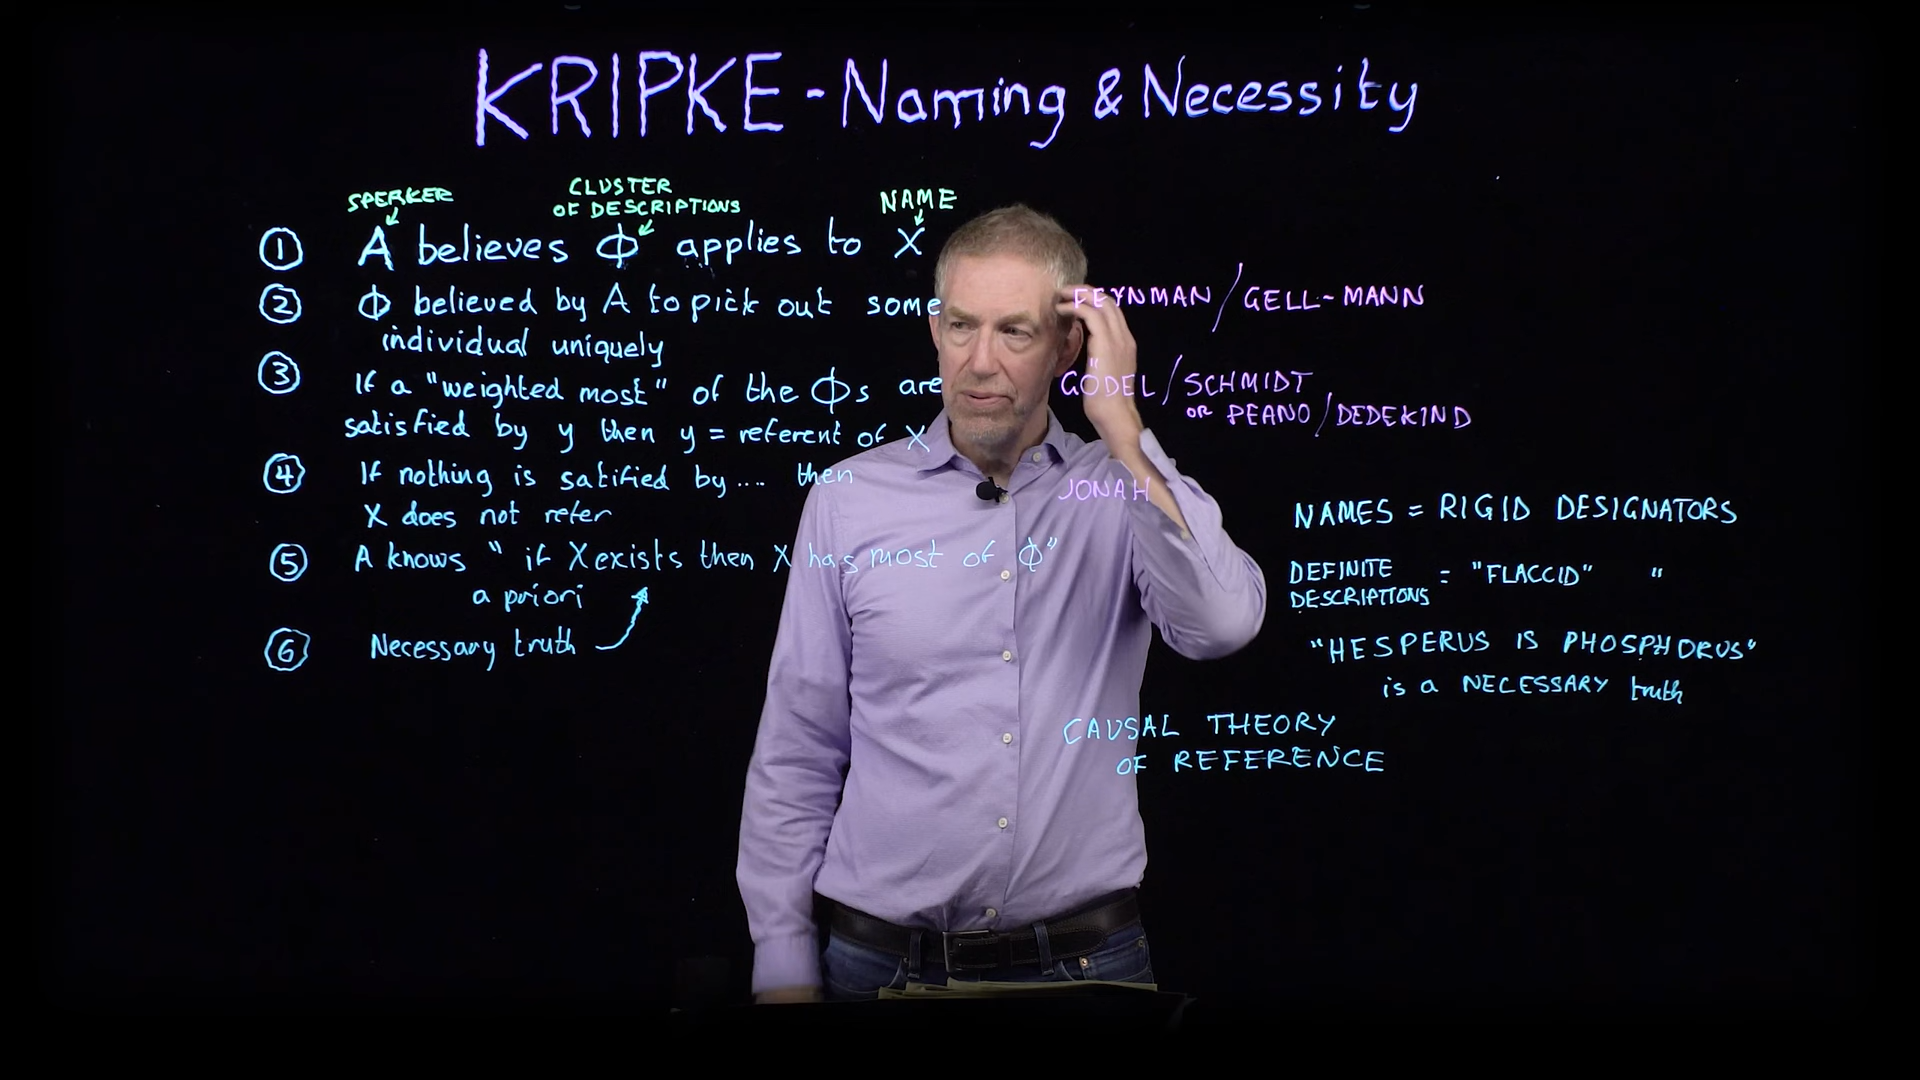 KRIPKE - Naming & Necessity
SPEAKER
CLUSTER
OF DESCRIPTIONS
NAME
① A believes Φ applies to X
② Φ believed by A to pick out some
individual uniquely
③ If a "weighted most" of the Φs are
satisfied by y then y = referent of X
④ If nothing is satified by .... then
X does not refer
⑤ A knows "if X exists then X has most of Φ"
a priori
⑥ Necessary truth
FEYNMAN / GELL-MANN
GÖDEL / SCHMIDT
OR PEANO / DEDEKIND
JONAH
NAMES = RIGID DESIGNATORS
DEFINITE
DESCRIPTIONS = "FLACCID" "
"HESPERUS IS PHOSPHORUS"
is a NECESSARY truth
CAUSAL THEORY
OF REFERENCE